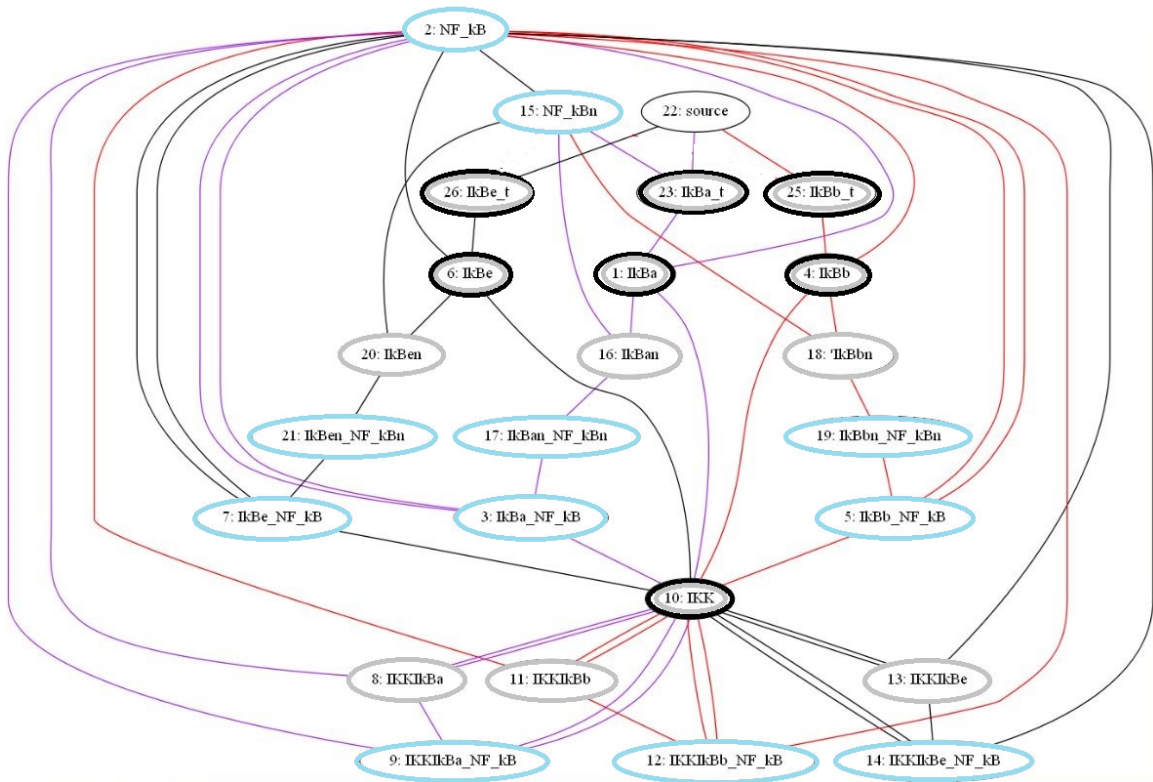 2: NF_kB
15: NF_kBn
22: source
26: IkBe_t
23: IkBa_t
25: IkBb_t
6: IkBe
1: IkBa
4: IkBb
20: IkBen
16: IkBan
18: 'IkBbn
21: IkBen_NF_kBn
17: IkBan_NF_kBn
19: IkBbn_NF_kBn
7: IkBe_NF_kB
3: IkBa_NF_kB
5: IkBb_NF_kB
10: IKK
8: IKKIkBa
11: IKKIkBb
13: IKKIkBe
9: IKKIkBa_NF_kB
12: IKKIkBb_NF_kB
14: IKKIkBe_NF_kB